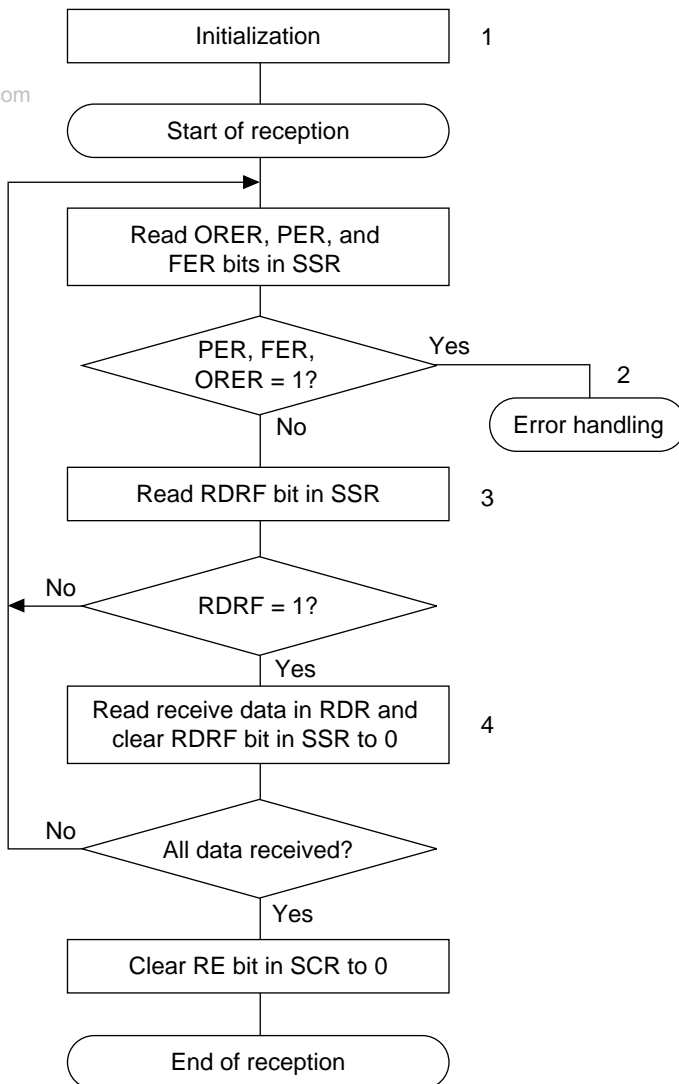 Initialization
1
com
Start of reception
Read ORER, PER, and
FER bits in SSR
PER, FER,
ORER = 1?
Yes
2
Error handling
No
Read RDRF bit in SSR
3
No
RDRF = 1?
Yes
Read receive data in RDR and
clear RDRF bit in SSR to 0
4
No
All data received?
Yes
Clear RE bit in SCR to 0
End of reception